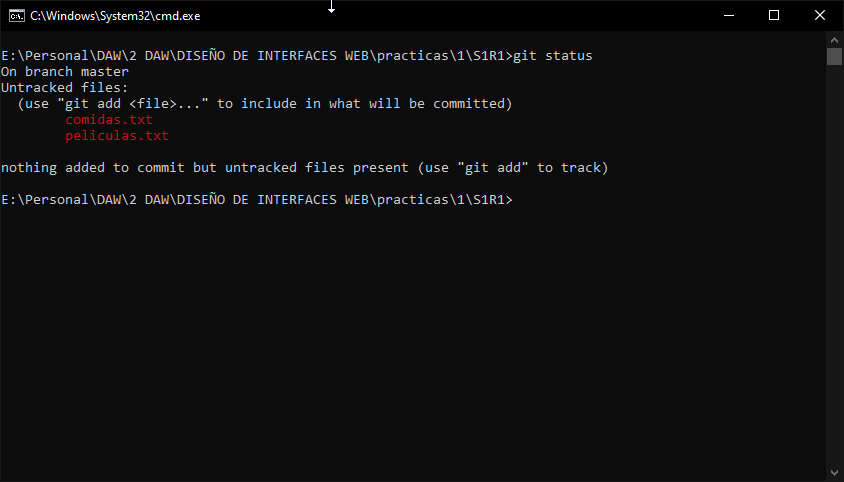 C:\Windows\System32\cmd.exe
E:\Personal\DAW\2 DAW\DISEÑO DE INTERFACES WEB\practicas\1\S1R1>git status
On branch master
Untracked files:
  (use "git add <file>..." to include in what will be committed)
        comidas.txt
        peliculas.txt
nothing added to commit but untracked files present (use "git add" to track)
E:\Personal\DAW\2 DAW\DISEÑO DE INTERFACES WEB\practicas\1\S1R1>